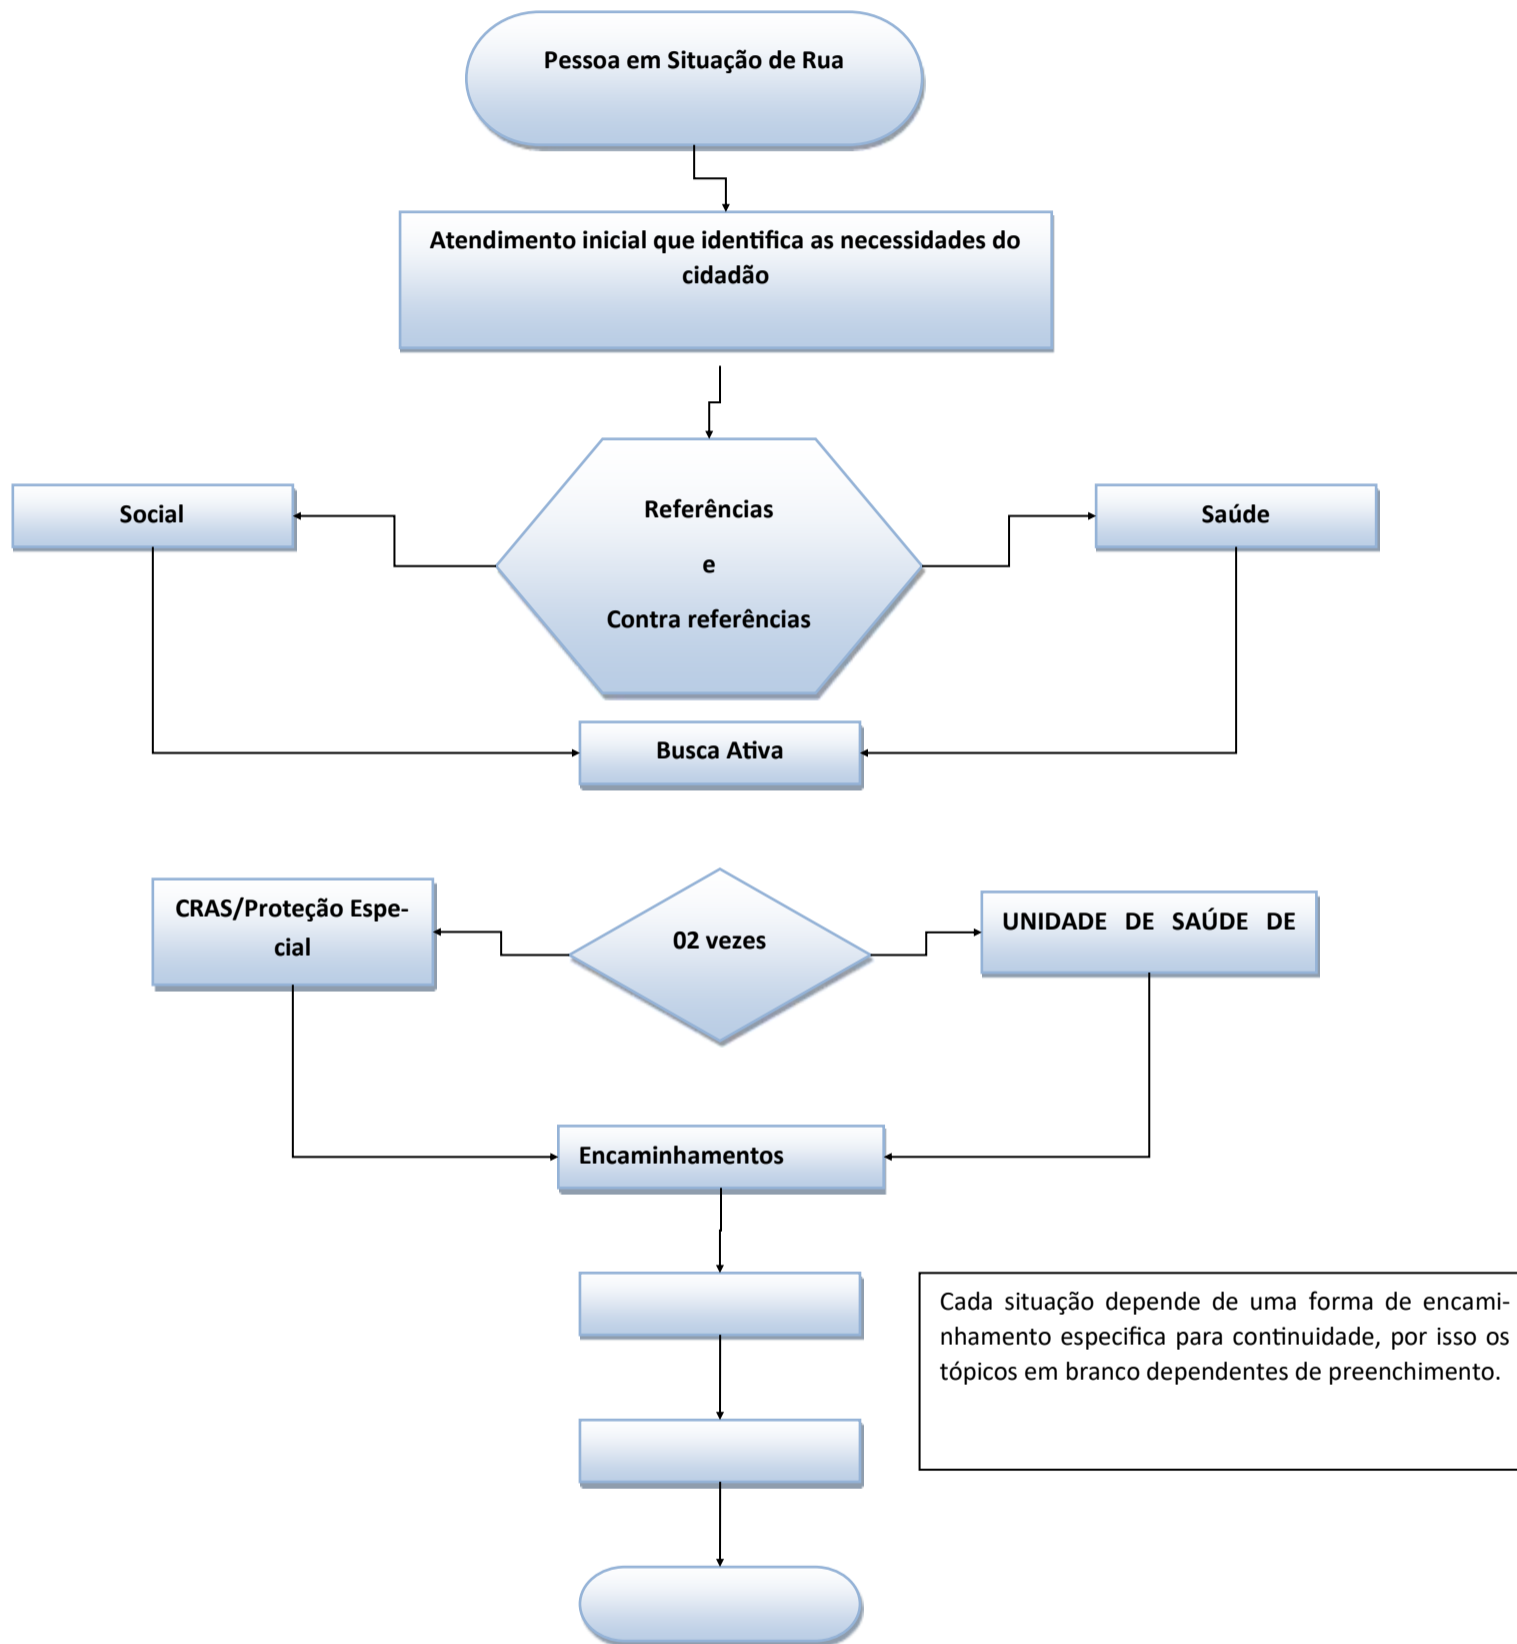 Pessoa em Situação de Rua
Atendimento inicial que identifica as necessidades do
cidadão
Social
Referências
e
Contra referências
Saúde
Busca Ativa
CRAS/Proteção Espe-
cial
02 vezes
UNIDADE DE SAÚDE DE
Encaminhamentos
Cada situação depende de uma forma de encami-
nhamento especifica para continuidade, por isso os
tópicos em branco dependentes de preenchimento.